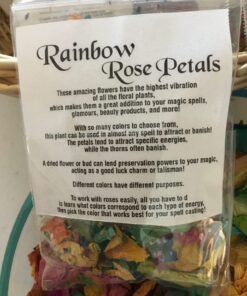 Rainbow
Rose Petals
These amazing flowers have the highest vibration
of all the floral plants,
which makes them a great addition to your magic spells,
glamours, beauty products, and more!
With so many colors to choose from,
this plant can be used in almost any spell to attract or banish!
The petals tend to attract specific energies,
while the thorns often banish.
A dried flower or bud can lend preservation powers to your magic,
acting as a good luck charm or talisman!
Different colors have different purposes.
To work with roses easily, all you have to d
is learn what colors correspond to each type of energy,
then pick the color that works best for your spell casting!